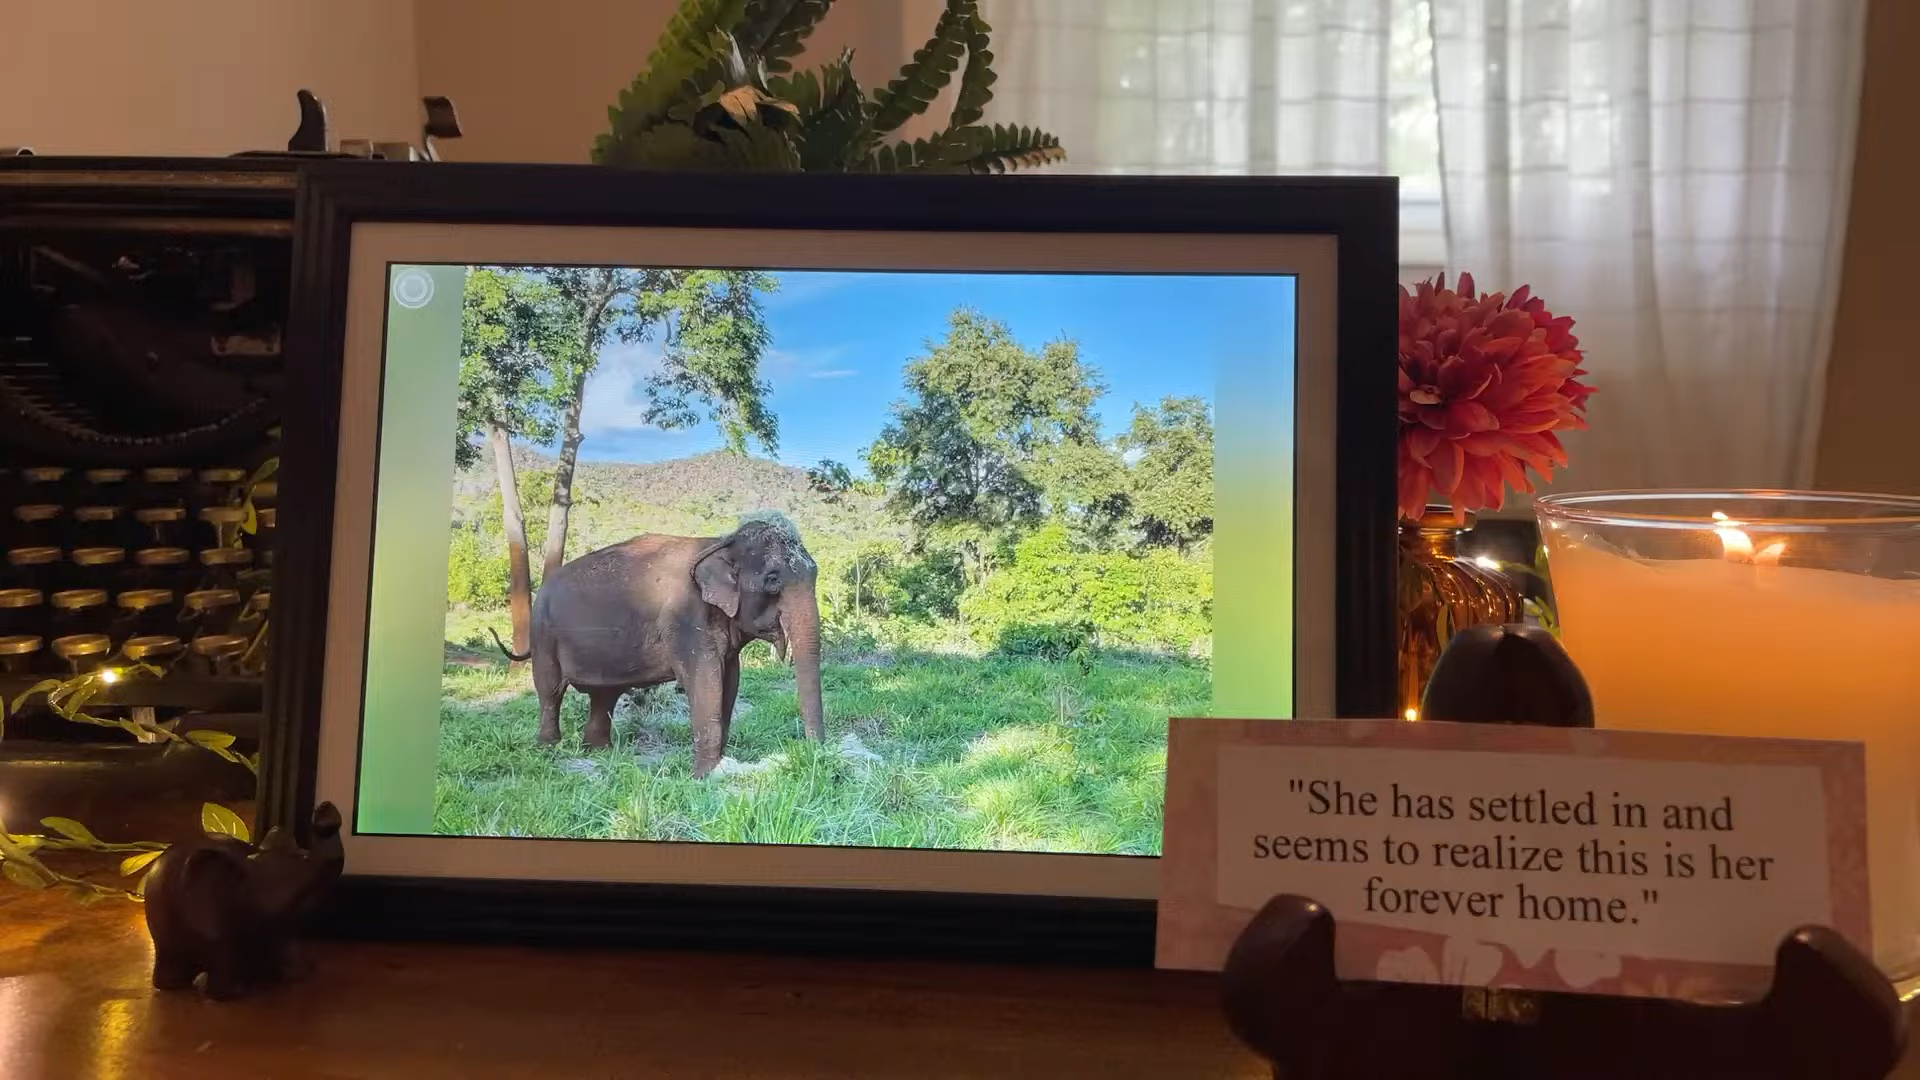 "She has settled in and
seems to realize this is her
forever home."